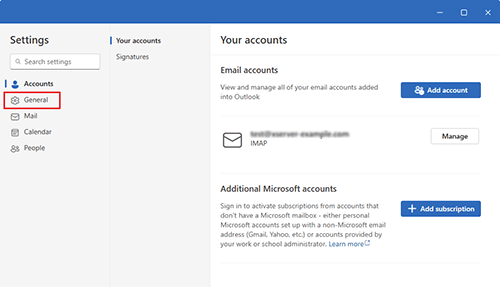 Settings
Search settings
Accounts
General
Mail
Calendar
People
Your accounts
Signatures
Your accounts
Email accounts
View and manage all of your email accounts added
into Outlook
Add account
IMAP
Manage
Additional Microsoft accounts
Sign in to activate subscriptions from accounts that
don't have a Microsoft mailbox - either personal
Microsoft accounts set up with a non-Microsoft email
address (Gmail, Yahoo, etc.) or accounts provided by
your work or school administrator. Learn more
Add subscription